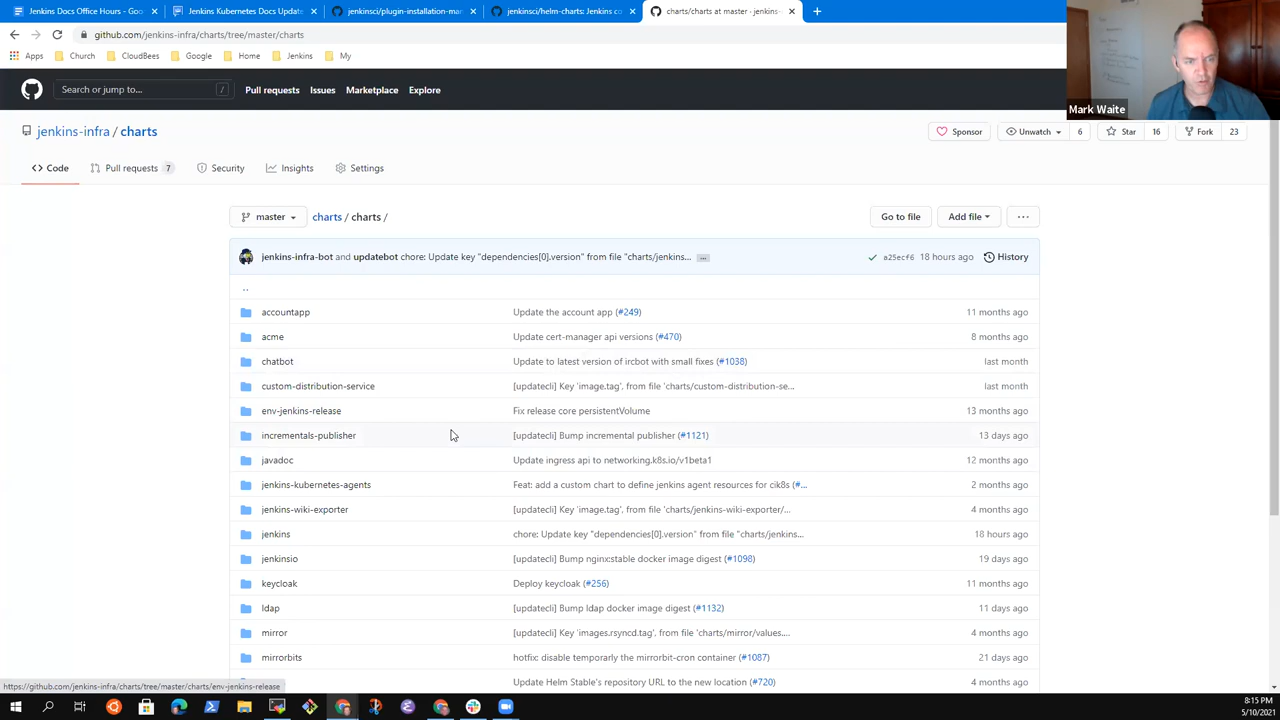 Jenkins Docs Office Hours - Goo
Jenkins Kubernetes Docs Update
jenkinsci/plugin-installation-man
jenkinsci/helm-charts: Jenkins co
charts/charts at master · jenkins-
github.com/jenkins-infra/charts/tree/master/charts
Apps
Church
CloudBees
Google
Home
Jenkins
My
Mark Waite
Search or jump to...
/
Pull requests
Issues
Marketplace
Explore
jenkins-infra / charts
Sponsor
Unwatch
6
Star
16
Fork
23
Code
Pull requests 7
Security
Insights
Settings
master
charts / charts /
Go to file
Add file
...
jenkins-infra-bot and updatebot chore: Update key "dependencies[0].version" from file "charts/jenkins... ...
a25ecf6 18 hours ago
History
..
accountapp Update the account app (#249) 11 months ago
acme Update cert-manager api versions (#470) 8 months ago
chatbot Update to latest version of ircbot with small fixes (#1038) last month
custom-distribution-service [updatecli] Key 'image.tag', from file 'charts/custom-distribution-se... last month
env-jenkins-release Fix release core persistentVolume 13 months ago
incrementals-publisher [updatecli] Bump incremental publisher (#1121) 13 days ago
javadoc Update ingress api to networking.k8s.io/v1beta1 12 months ago
jenkins-kubernetes-agents Feat: add a custom chart to define jenkins agent resources for cik8s (#... 2 months ago
jenkins-wiki-exporter [updatecli] Key 'image.tag', from file 'charts/jenkins-wiki-exporter/... 4 months ago
jenkins chore: Update key "dependencies[0].version" from file "charts/jenkins... 18 hours ago
jenkinsio [updatecli] Bump nginx:stable docker image digest (#1098) 19 days ago
keycloak Deploy keycloak (#256) 11 months ago
ldap [updatecli] Bump ldap docker image digest (#1132) 11 days ago
mirror [updatecli] Key 'images.rsyncd.tag', from file 'charts/mirror/values.... 4 months ago
mirrorbits hotfix: disable temporarly the mirrorbit-cron container (#1087) 21 days ago
Update Helm Stable's repository URL to the new location (#720) 4 months ago
https://github.com/jenkins-infra/charts/tree/master/charts/env-jenkins-release
8:15 PM
5/10/2021